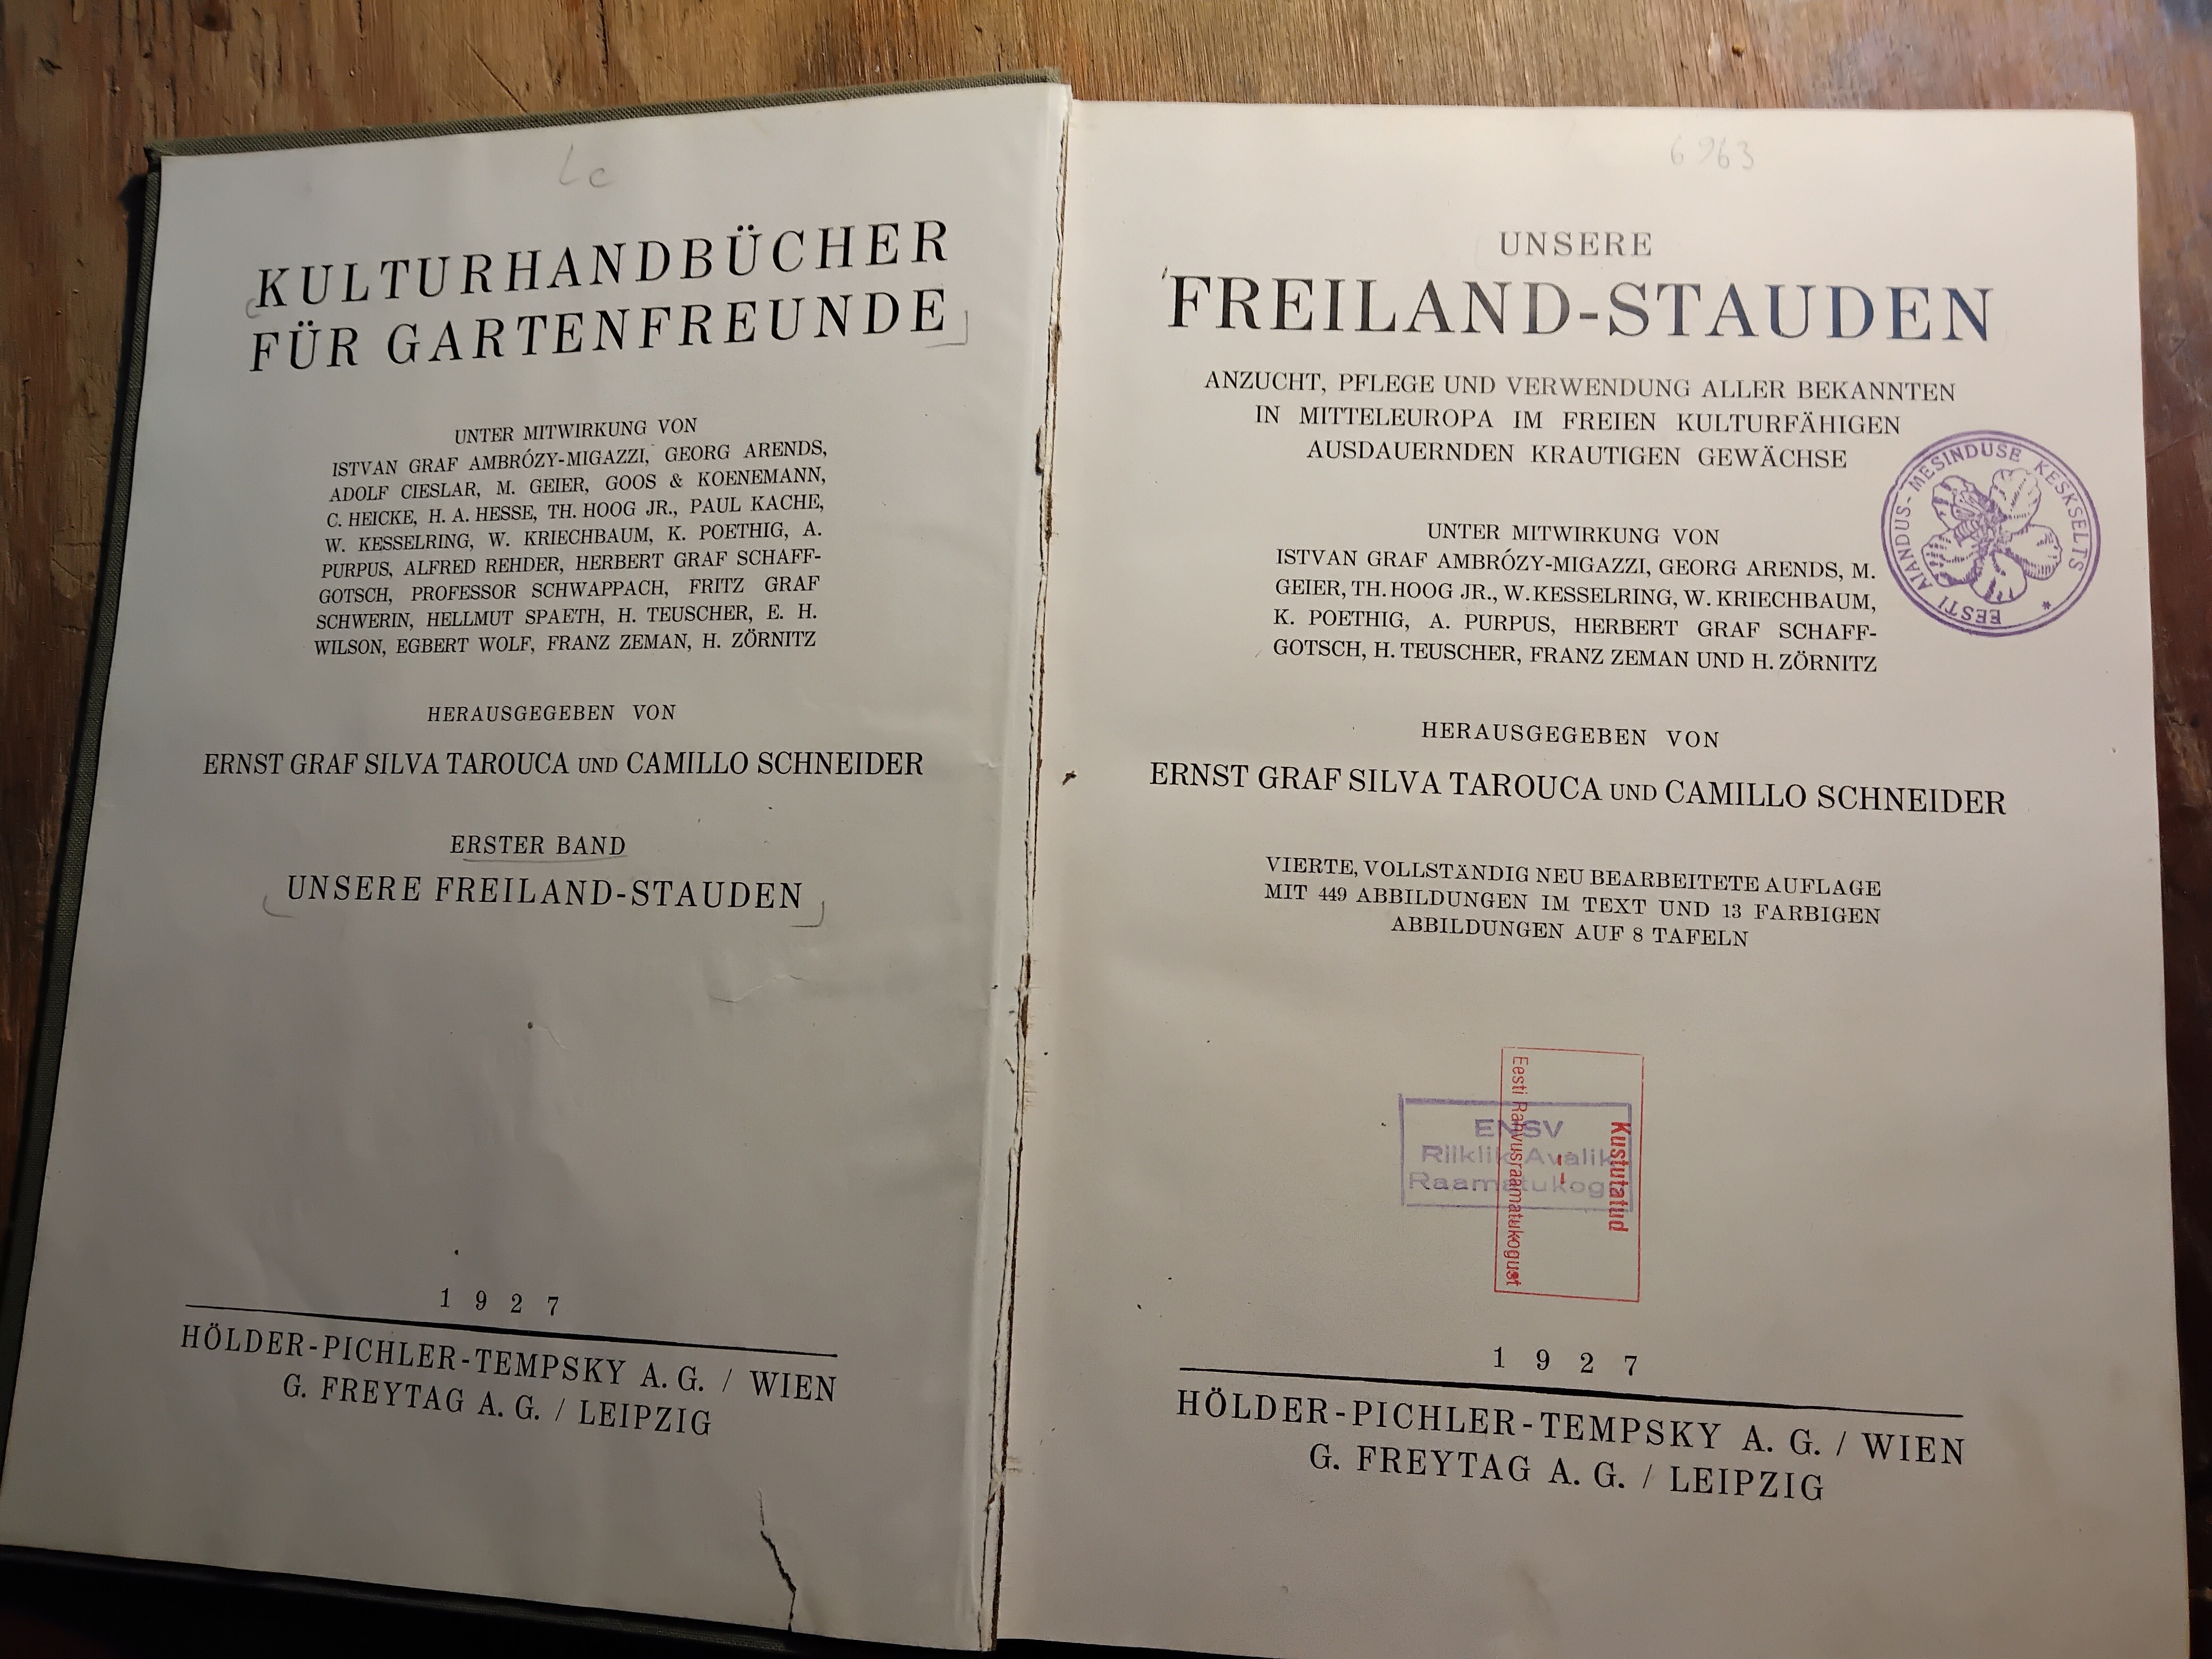 Lc
KULTURHANDBÜCHER
FÜR GARTENFREUNDE
UNTER MITWIRKUNG VON
ISTVAN GRAF AMBRÓZY-MIGAZZI, GEORG ARENDS,
ADOLF CIESLAR, M. GEIER, GOOS & KOENEMANN,
C. HEICKE, H. A. HESSE, TH. HOOG JR., PAUL KACHE,
W. KESSELRING, W. KRIECHBAUM, K. POETHIG, A.
PURPUS, ALFRED REHDER, HERBERT GRAF SCHAFF-
GOTSCH, PROFESSOR SCHWAPPACH, FRITZ GRAF
SCHWERIN, HELLMUT SPAETH, H. TEUSCHER, E. H.
WILSON, EGBERT WOLF, FRANZ ZEMAN, H. ZÖRNITZ
HERAUSGEGEBEN VON
ERNST GRAF SILVA TAROUCA UND CAMILLO SCHNEIDER
ERSTER BAND
UNSERE FREILAND-STAUDEN
1927
HÖLDER-PICHLER-TEMPSKY A. G. / WIEN
G. FREYTAG A. G. / LEIPZIG
6963
UNSERE
FREILAND-STAUDEN
ANZUCHT, PFLEGE UND VERWENDUNG ALLER BEKANNTEN
IN MITTELEUROPA IM FREIEN KULTURFÄHIGEN
AUSDAUERNDEN KRAUTIGEN GEWÄCHSE
EESTI AIANDUS-MESINDUSE KESKSELTS *
UNTER MITWIRKUNG VON
ISTVAN GRAF AMBRÓZY-MIGAZZI, GEORG ARENDS, M.
GEIER, TH. HOOG JR., W. KESSELRING, W. KRIECHBAUM,
K. POETHIG, A. PURPUS, HERBERT GRAF SCHAFF-
GOTSCH, H. TEUSCHER, FRANZ ZEMAN UND H. ZÖRNITZ
HERAUSGEGEBEN VON
ERNST GRAF SILVA TAROUCA UND CAMILLO SCHNEIDER
VIERTE, VOLLSTÄNDIG NEU BEARBEITETE AUFLAGE
MIT 449 ABBILDUNGEN IM TEXT UND 13 FARBIGEN
ABBILDUNGEN AUF 8 TAFELN
ENSV
Riiklik Avalik
Raamatukogu
Kustutatud
Eesti Rahvusraamatukogust
1927
HÖLDER-PICHLER-TEMPSKY A. G. / WIEN
G. FREYTAG A. G. / LEIPZIG